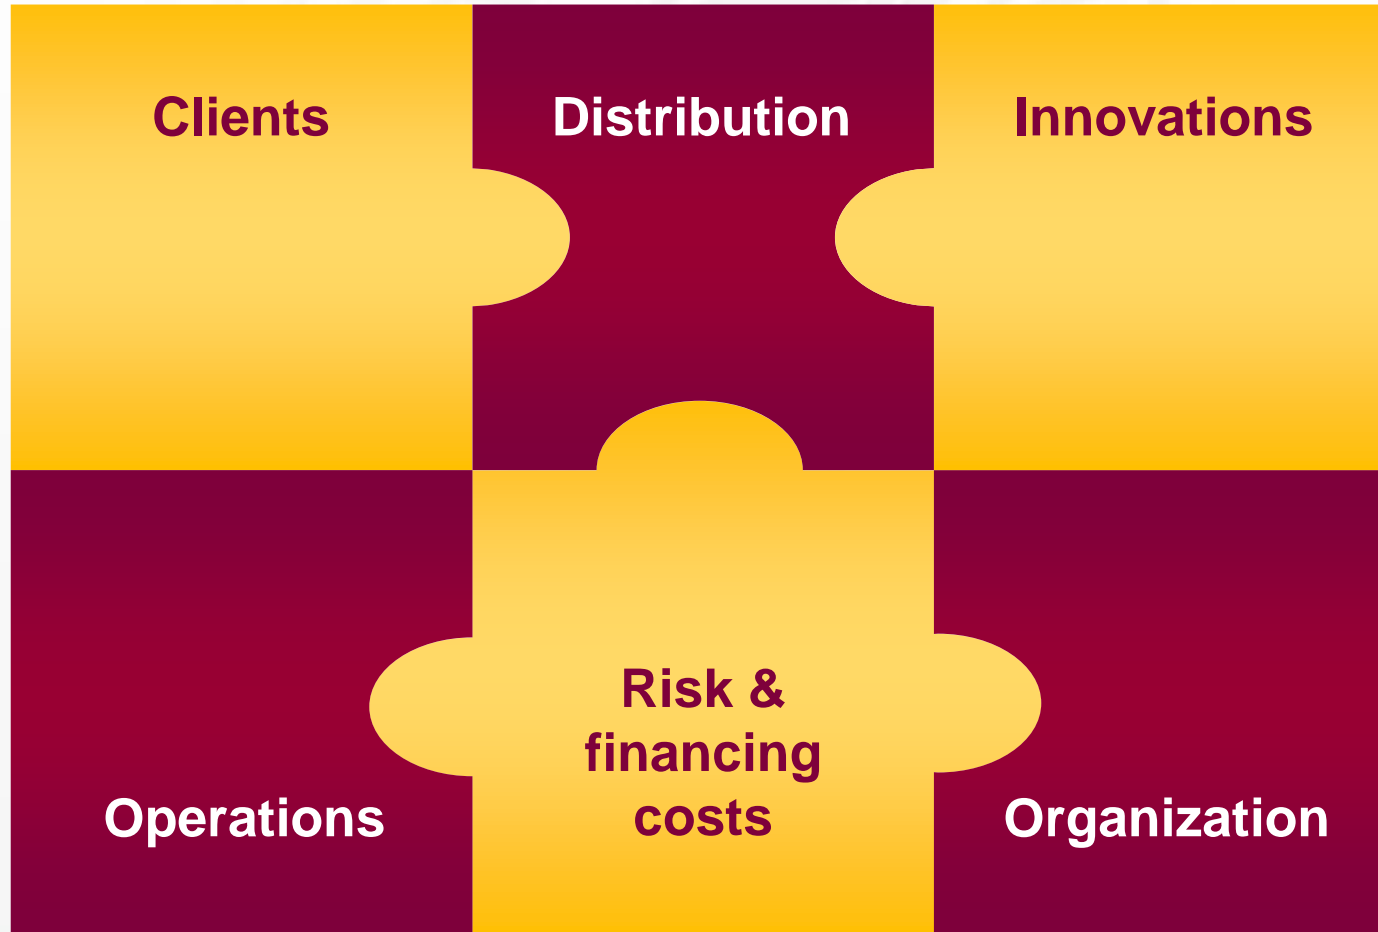 Clients
Distribution
Innovations
Risk &
financing
costs
Operations
Organization